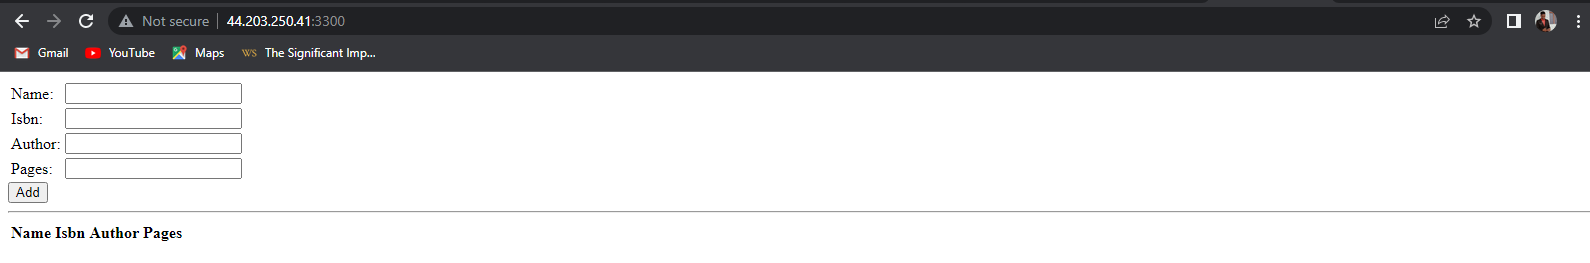 Not secure 44.203.250.41:3300
Gmail YouTube Maps WS The Significant Imp...
Name:
Isbn:
Author:
Pages:
Add
Name Isbn Author Pages